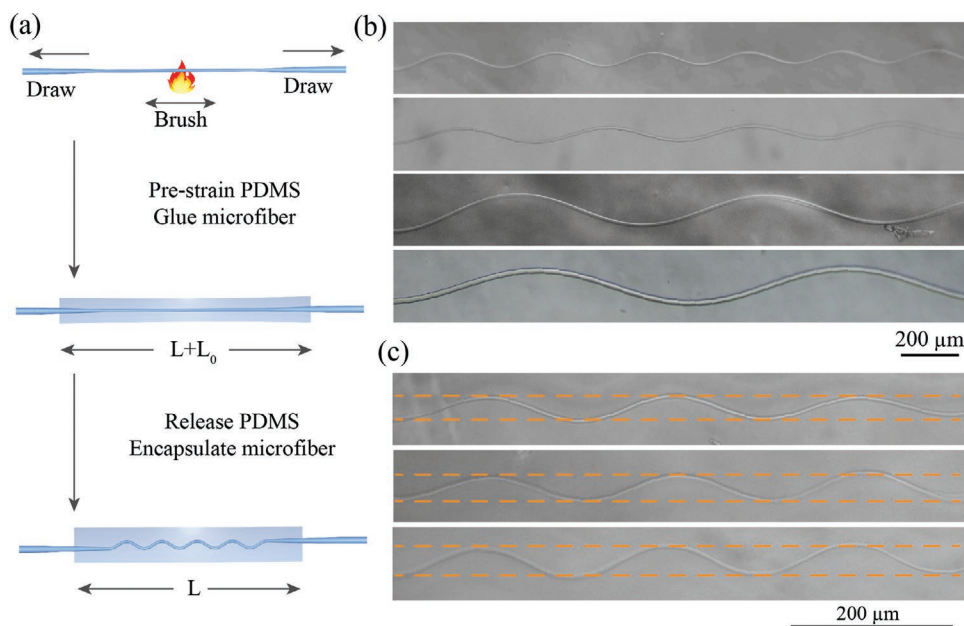 (a)
Draw
Draw
Brush
Pre-strain PDMS
Glue microfiber
L+L₀
Release PDMS
Encapsulate microfiber
L
(b)
200 µm
(c)
200 µm